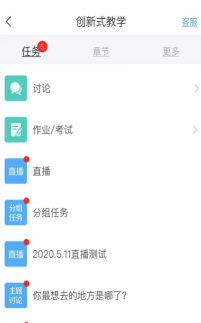 创新式教学
客服
任务
章节
更多
讨论
作业/考试
直播
直播
分组
任务
分组任务
直播
2020.5.11直播测试
主题
讨论
你最想去的地方是哪了?